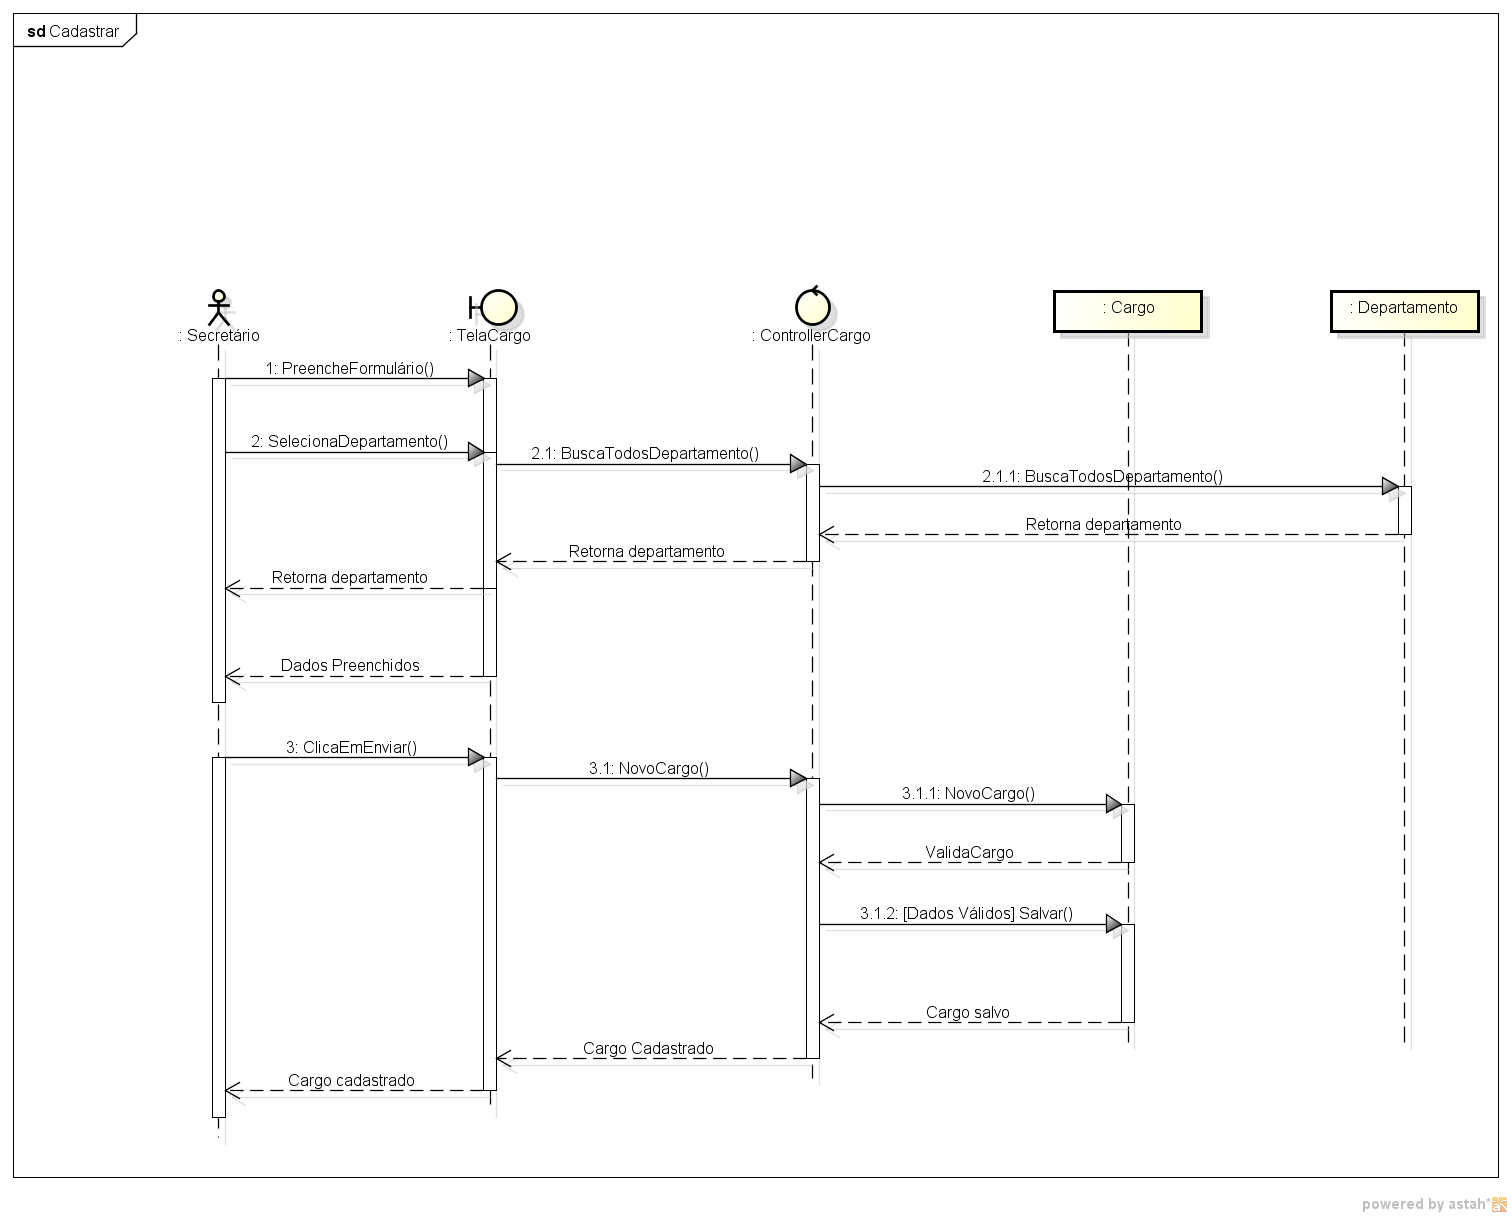 sd Cadastrar
: Secretário
: TelaCargo
: ControllerCargo
: Cargo
: Departamento
1: PreencheFormulário()
2: SelecionaDepartamento()
2.1: BuscaTodosDepartamento()
2.1.1: BuscaTodosDepartamento()
Retorna departamento
Retorna departamento
Retorna departamento
Dados Preenchidos
3: ClicaEmEnviar()
3.1: NovoCargo()
3.1.1: NovoCargo()
ValidaCargo
3.1.2: [Dados Válidos] Salvar()
Cargo salvo
Cargo Cadastrado
Cargo cadastrado
powered by astah*